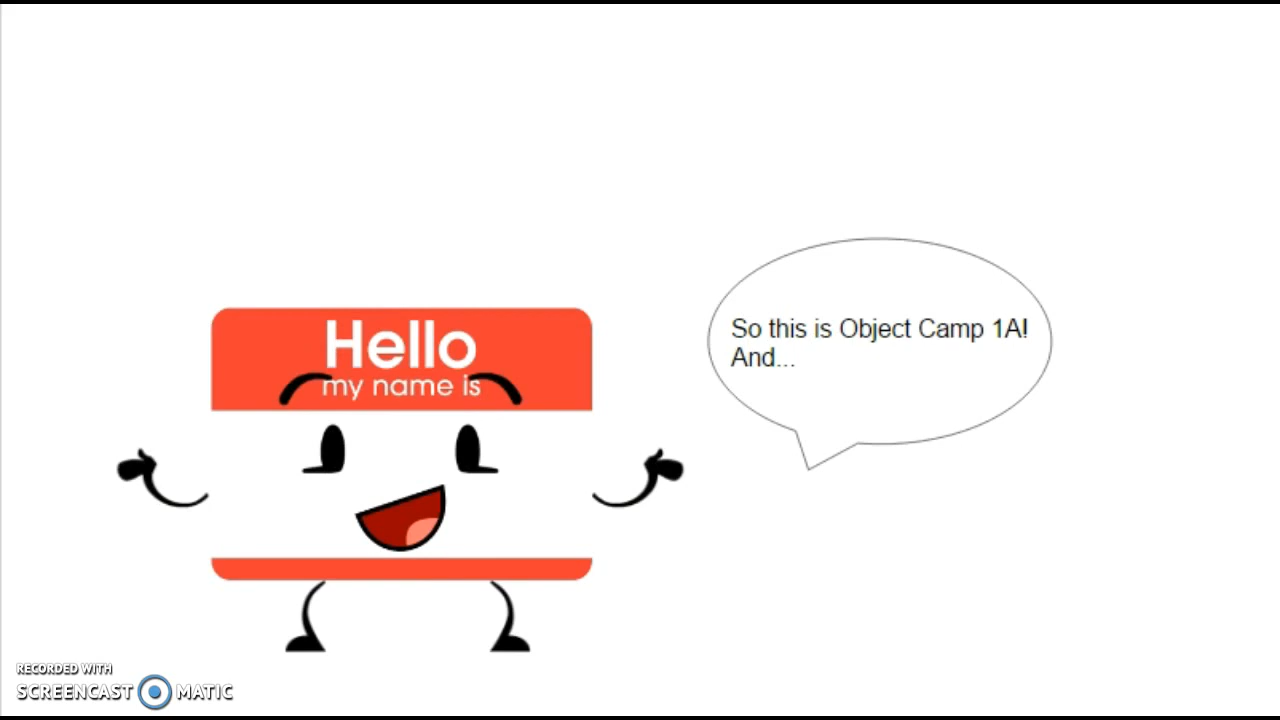 Hello
my name is
So this is Object Camp 1A!
And...
RECORDED WITH
SCREENCAST MATIC